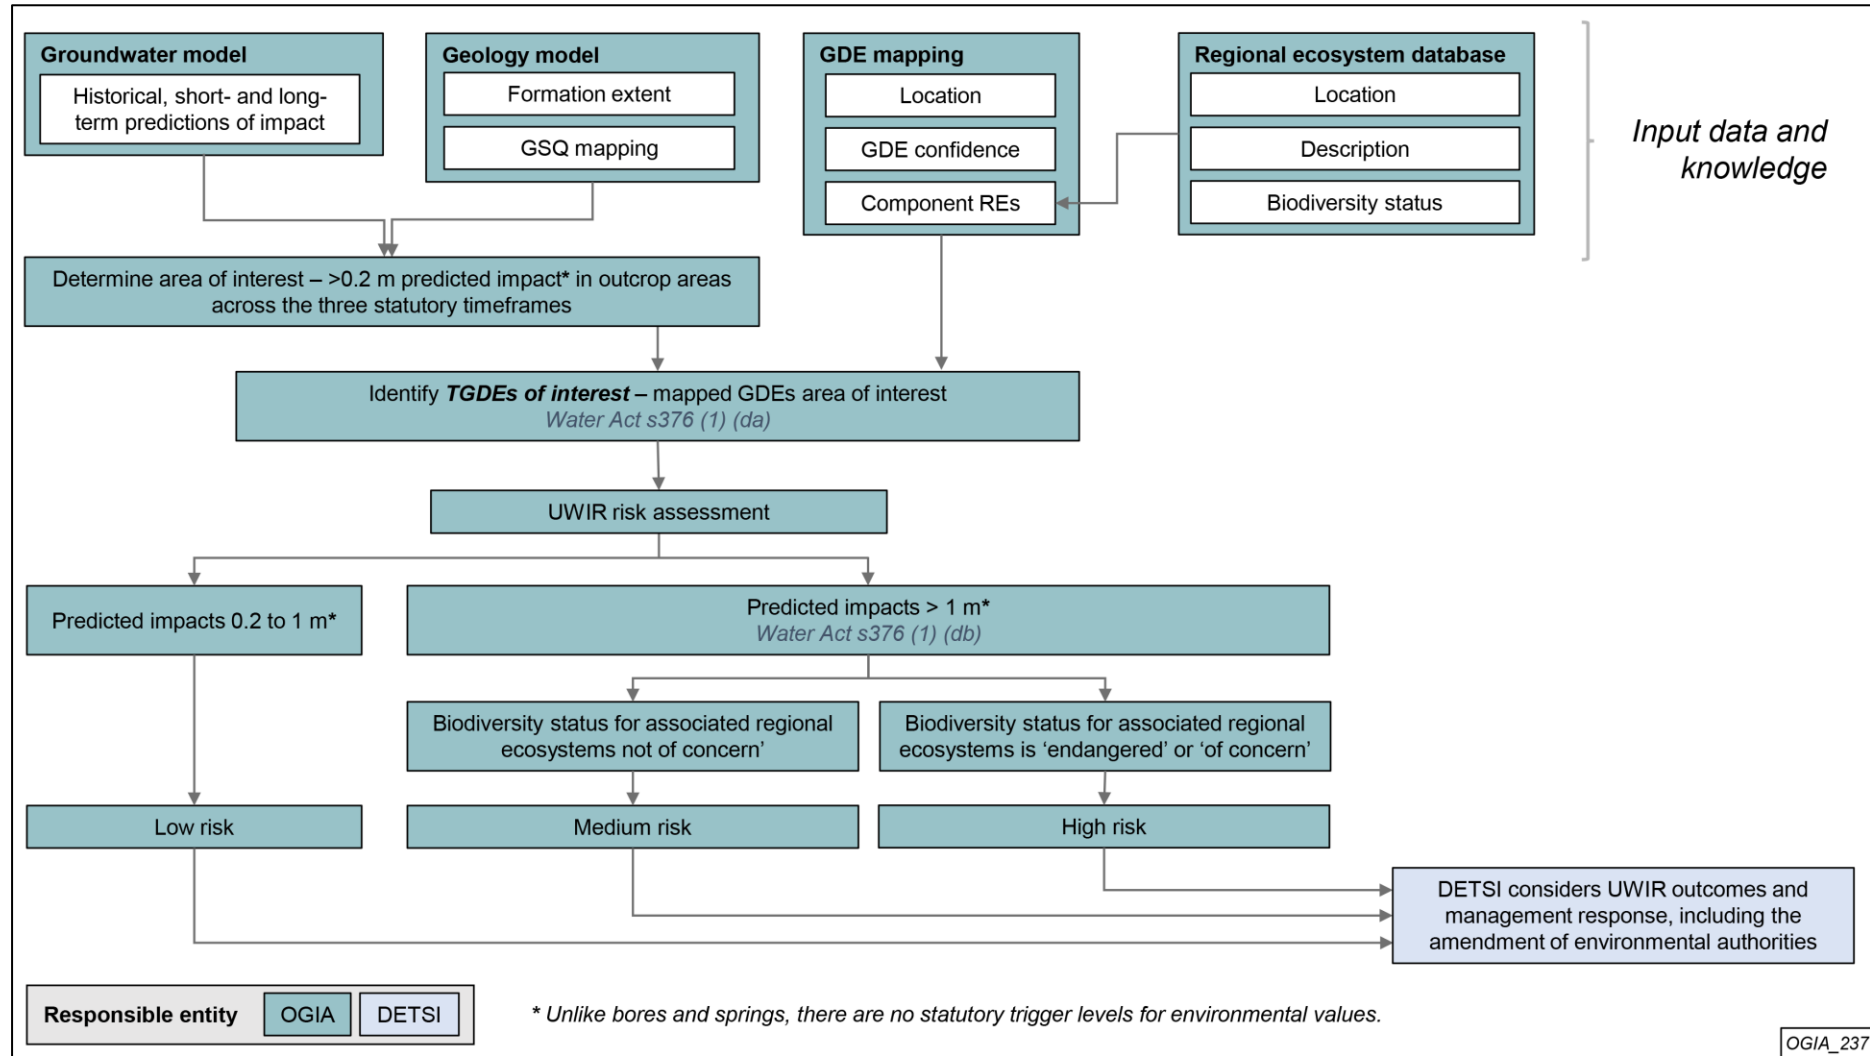 Groundwater model
Historical, short- and long-
term predictions of impact
Geology model
Formation extent
GSQ mapping
GDE mapping
Location
GDE confidence
Component REs
Regional ecosystem database
Location
Description
Biodiversity status
Input data and
knowledge
Determine area of interest – >0.2 m predicted impact* in outcrop areas
across the three statutory timeframes
Identify TGDEs of interest – mapped GDEs area of interest
Water Act s376 (1) (da)
UWIR risk assessment
Predicted impacts 0.2 to 1 m*
Predicted impacts > 1 m*
Water Act s376 (1) (db)
Biodiversity status for associated regional
ecosystems not of concern’
Biodiversity status for associated regional
ecosystems is ‘endangered’ or ‘of concern’
Low risk
Medium risk
High risk
DETSI considers UWIR outcomes and
management response, including the
amendment of environmental authorities
Responsible entity
OGIA
DETSI
* Unlike bores and springs, there are no statutory trigger levels for environmental values.
OGIA_237